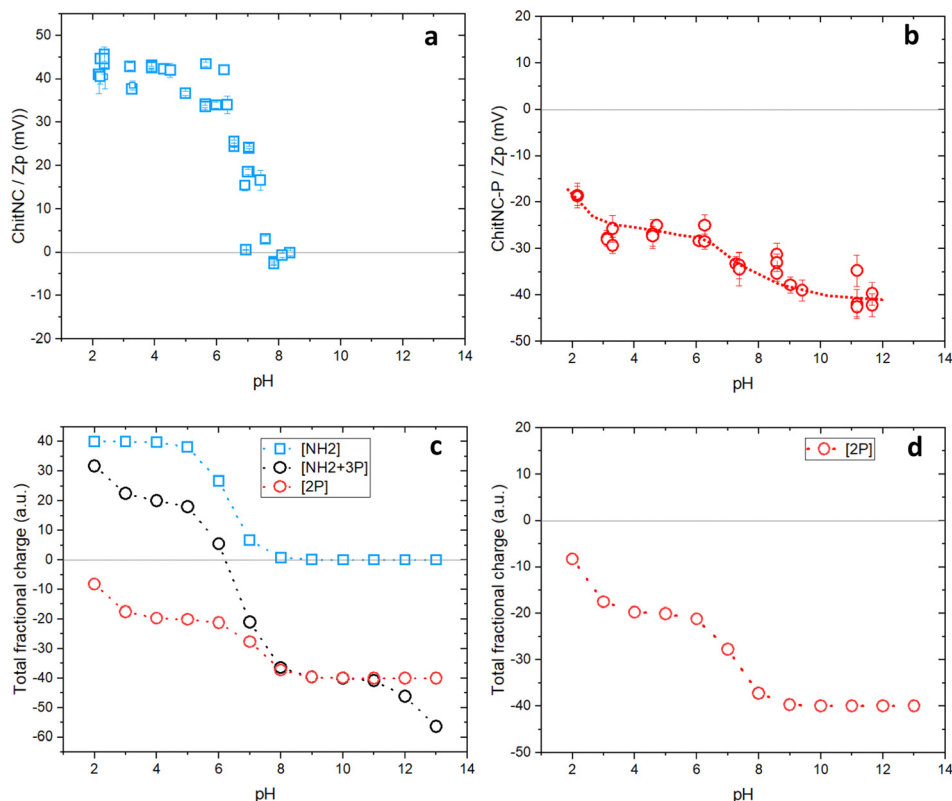 a
50
40
30
20
10
0
-10
-20
ChitNC / Zp (mV))
0 2 4 6 8 10 12 14
pH
b
20
10
0
-10
-20
-30
-40
-50
ChitNC-P / Zp (mV)
2 4 6 8 10 12 14
pH
c
40
30
20
10
0
-10
-20
-30
-40
-50
-60
Total fractional charge (a.u.)
[NH2]
[NH2+3P]
[2P]
2 4 6 8 10 12 14
pH
d
20
10
0
-10
-20
-30
-40
-50
Total fractional charge (a.u.)
[2P]
2 4 6 8 10 12 14
pH